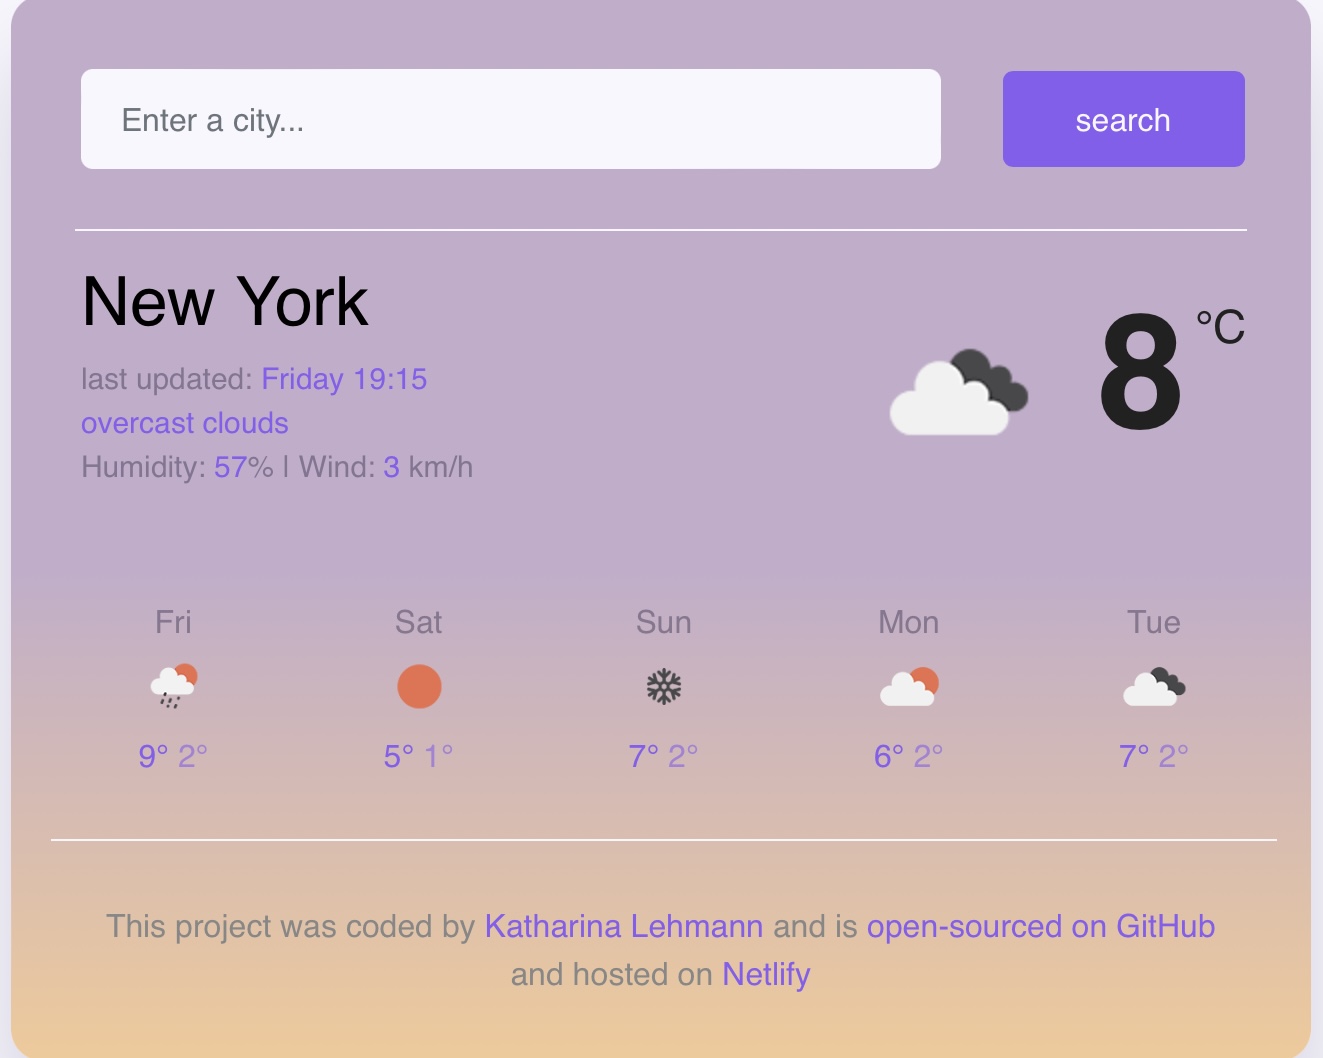 Enter a city...
search
New York
8 °C
last updated: Friday 19:15
overcast clouds
Humidity: 57% | Wind: 3 km/h
Fri Sat Sun Mon Tue
9° 2° 5° 1° 7° 2° 6° 2° 7° 2°
This project was coded by Katharina Lehmann and is open-sourced on GitHub
and hosted on Netlify